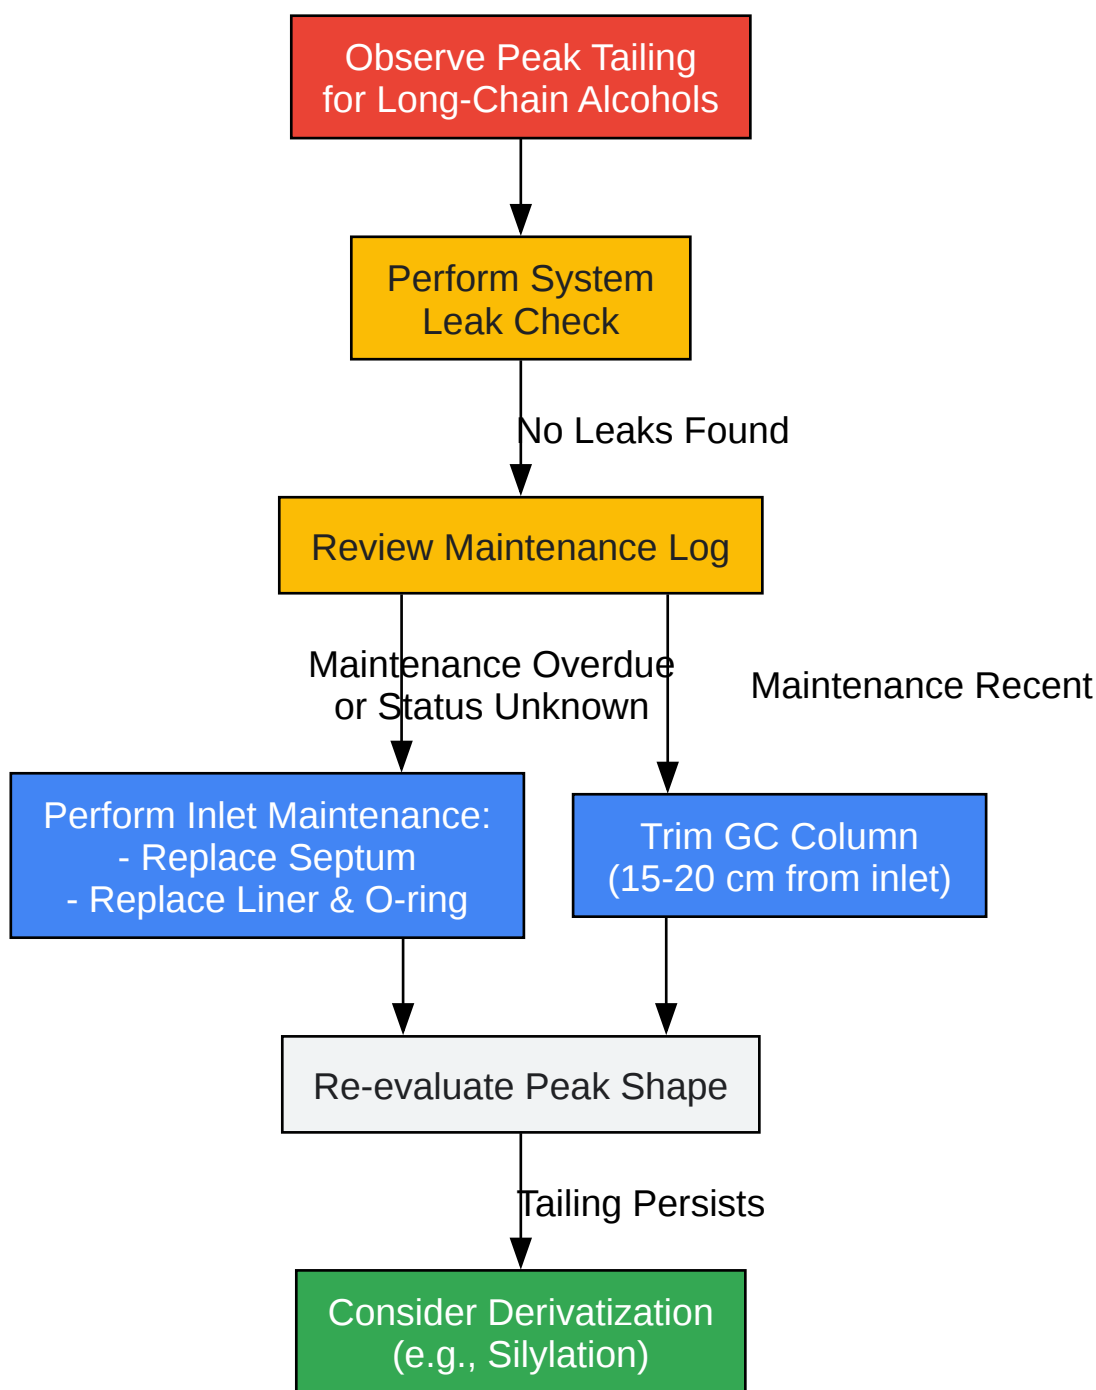 Observe Peak Tailing
for Long-Chain Alcohols
Perform System
Leak Check
No Leaks Found
Review Maintenance Log
Maintenance Overdue
or Status Unknown
Maintenance Recent
Perform Inlet Maintenance:
- Replace Septum
- Replace Liner & O-ring
Trim GC Column
(15-20 cm from inlet)
Re-evaluate Peak Shape
Tailing Persists
Consider Derivatization
(e.g., Silylation)